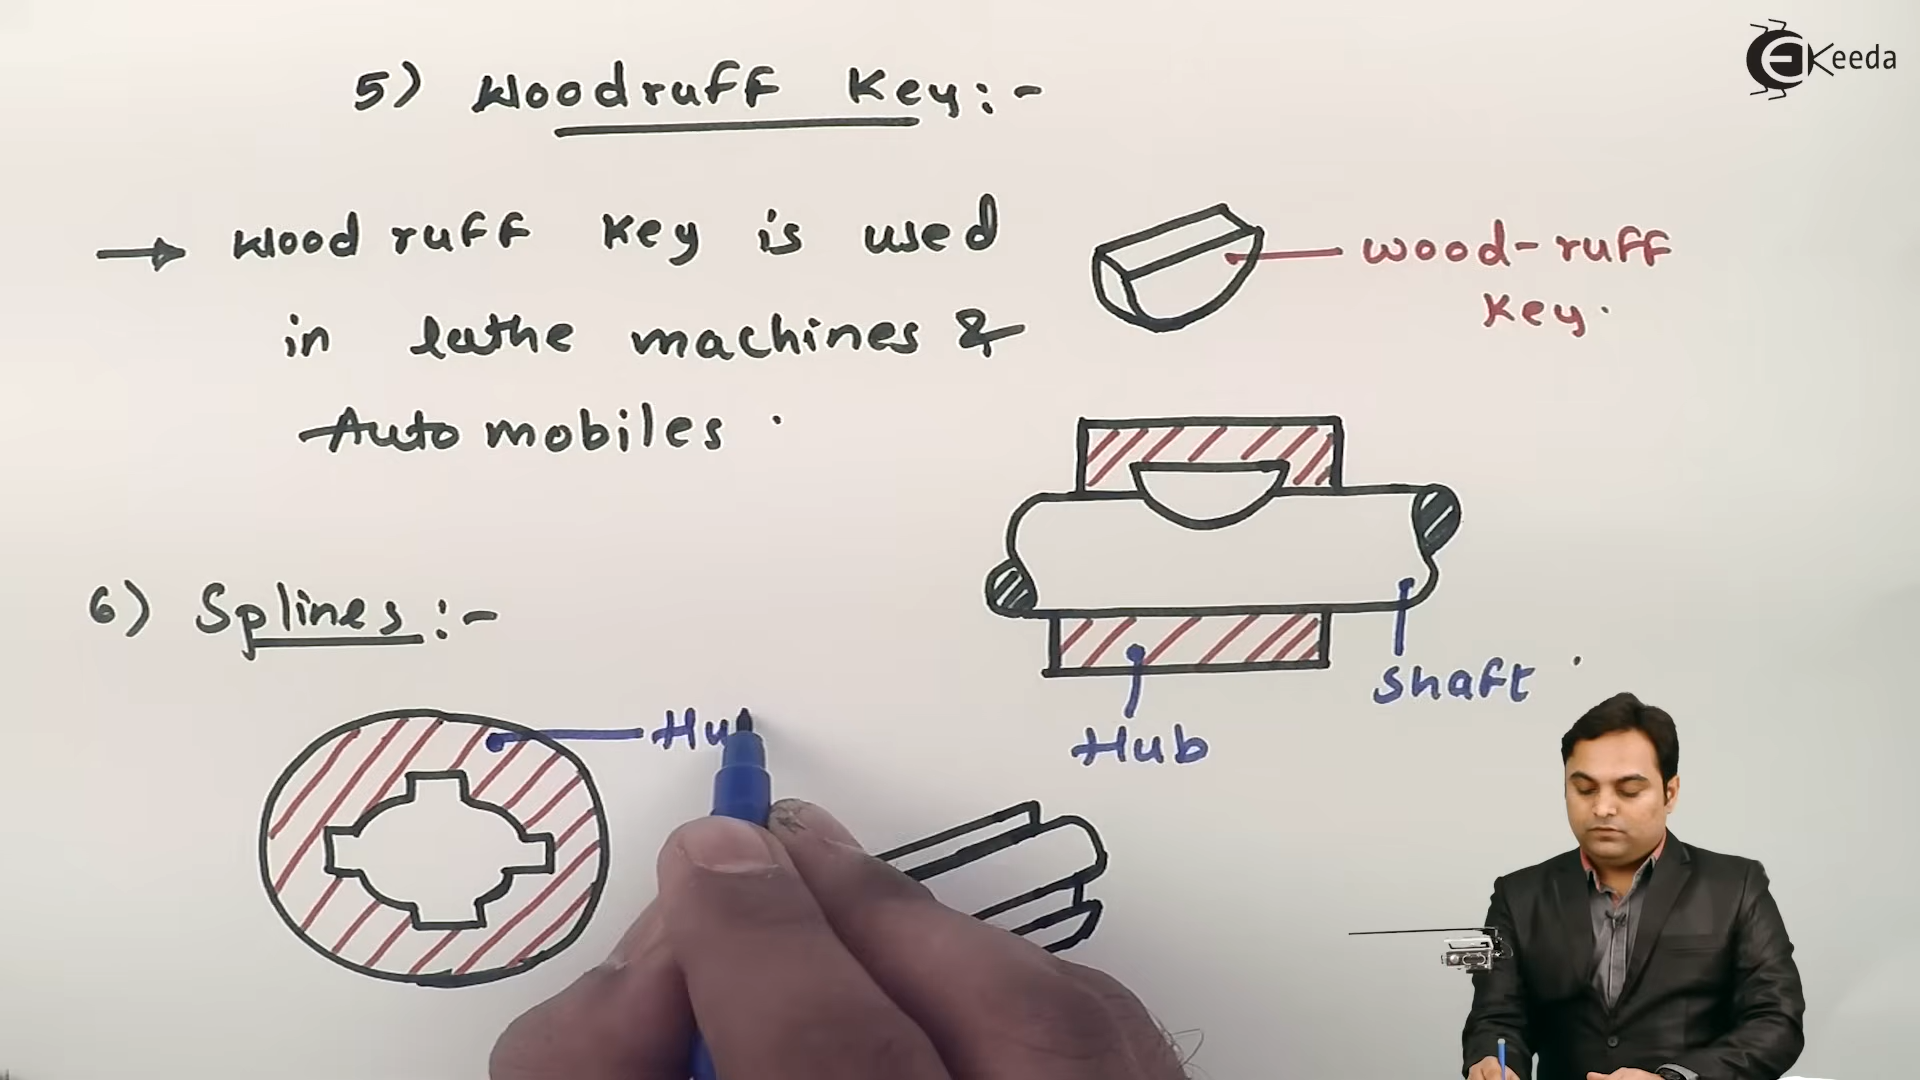 5) Woodruff Key:-
EKeeda
→ Wood ruff key is used
in lathe machines &
Automobiles.
wood-ruff
key.
6) Splines:-
shaft
Hub
Hu